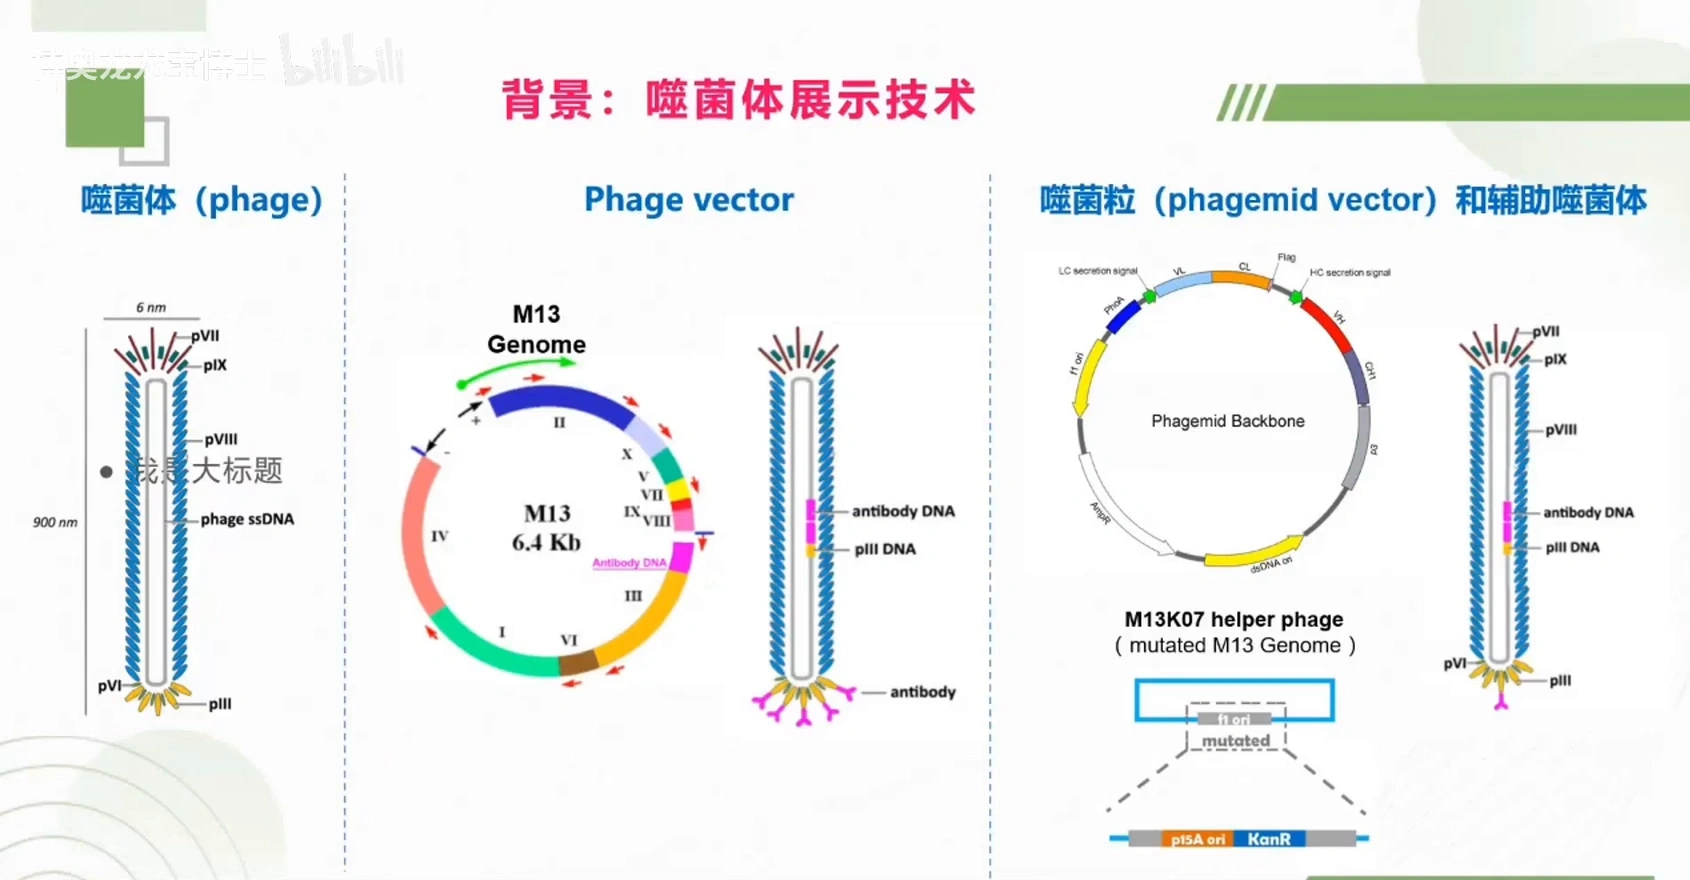 龙宝博士 bilibili
背景：噬菌体展示技术
噬菌体（phage）
6 nm
pVII
pIX
pVIII
大标题
900 nm
phage ssDNA
pVI
pIII
Phage vector
M13
Genome
+
-
II
X
V
VII
IX
VIII
IV
M13
6.4 Kb
Antibody DNA
III
I
VI
antibody DNA
pIII DNA
antibody
噬菌粒（phagemid vector）和辅助噬菌体
LC secretion signal
VL
CL
Flag
HC secretion signal
PhoA
VH
f1 ori
CH1
Phagemid Backbone
AmpR
dsDNA ori
M13K07 helper phage
( mutated M13 Genome )
f1 ori
mutated
p15A ori
KanR
pVII
pIX
pVIII
antibody DNA
pIII DNA
pVI
pIII